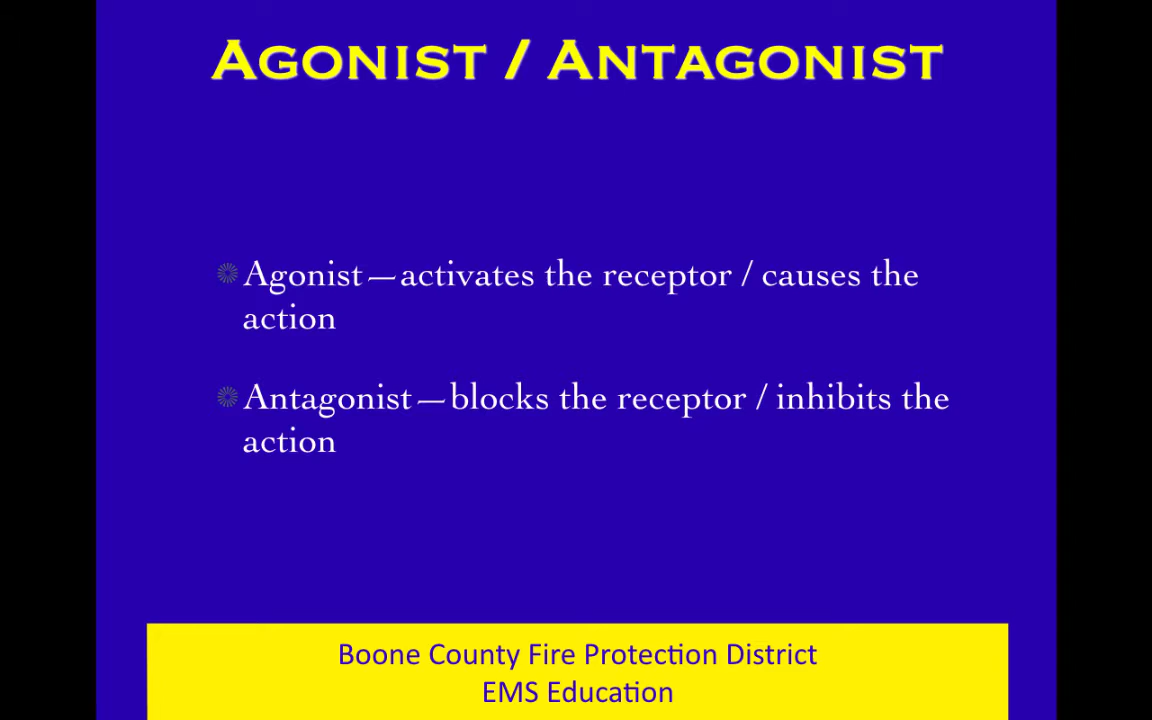 AGONIST / ANTAGONIST
Agonist—activates the receptor / causes the
action
Antagonist—blocks the receptor / inhibits the
action
Boone County Fire Protection District
EMS Education